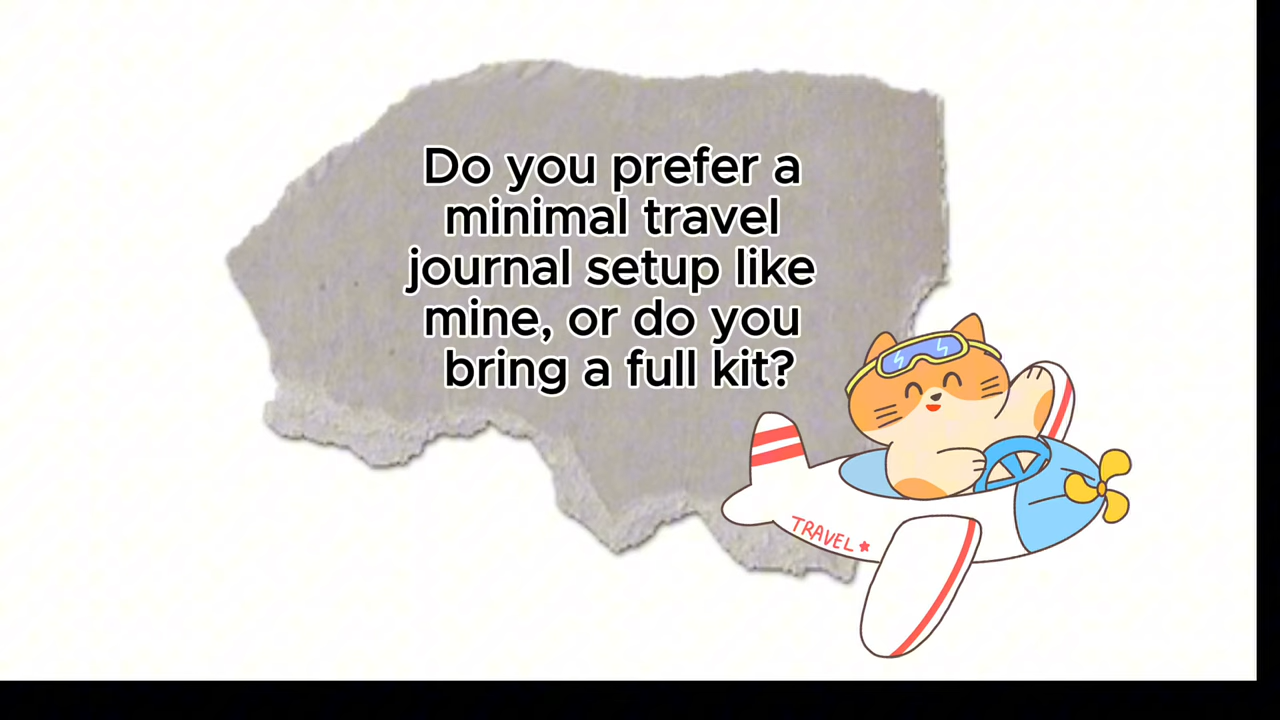 Do you prefer a
minimal travel
journal setup like
mine, or do you
bring a full kit?
TRAVEL